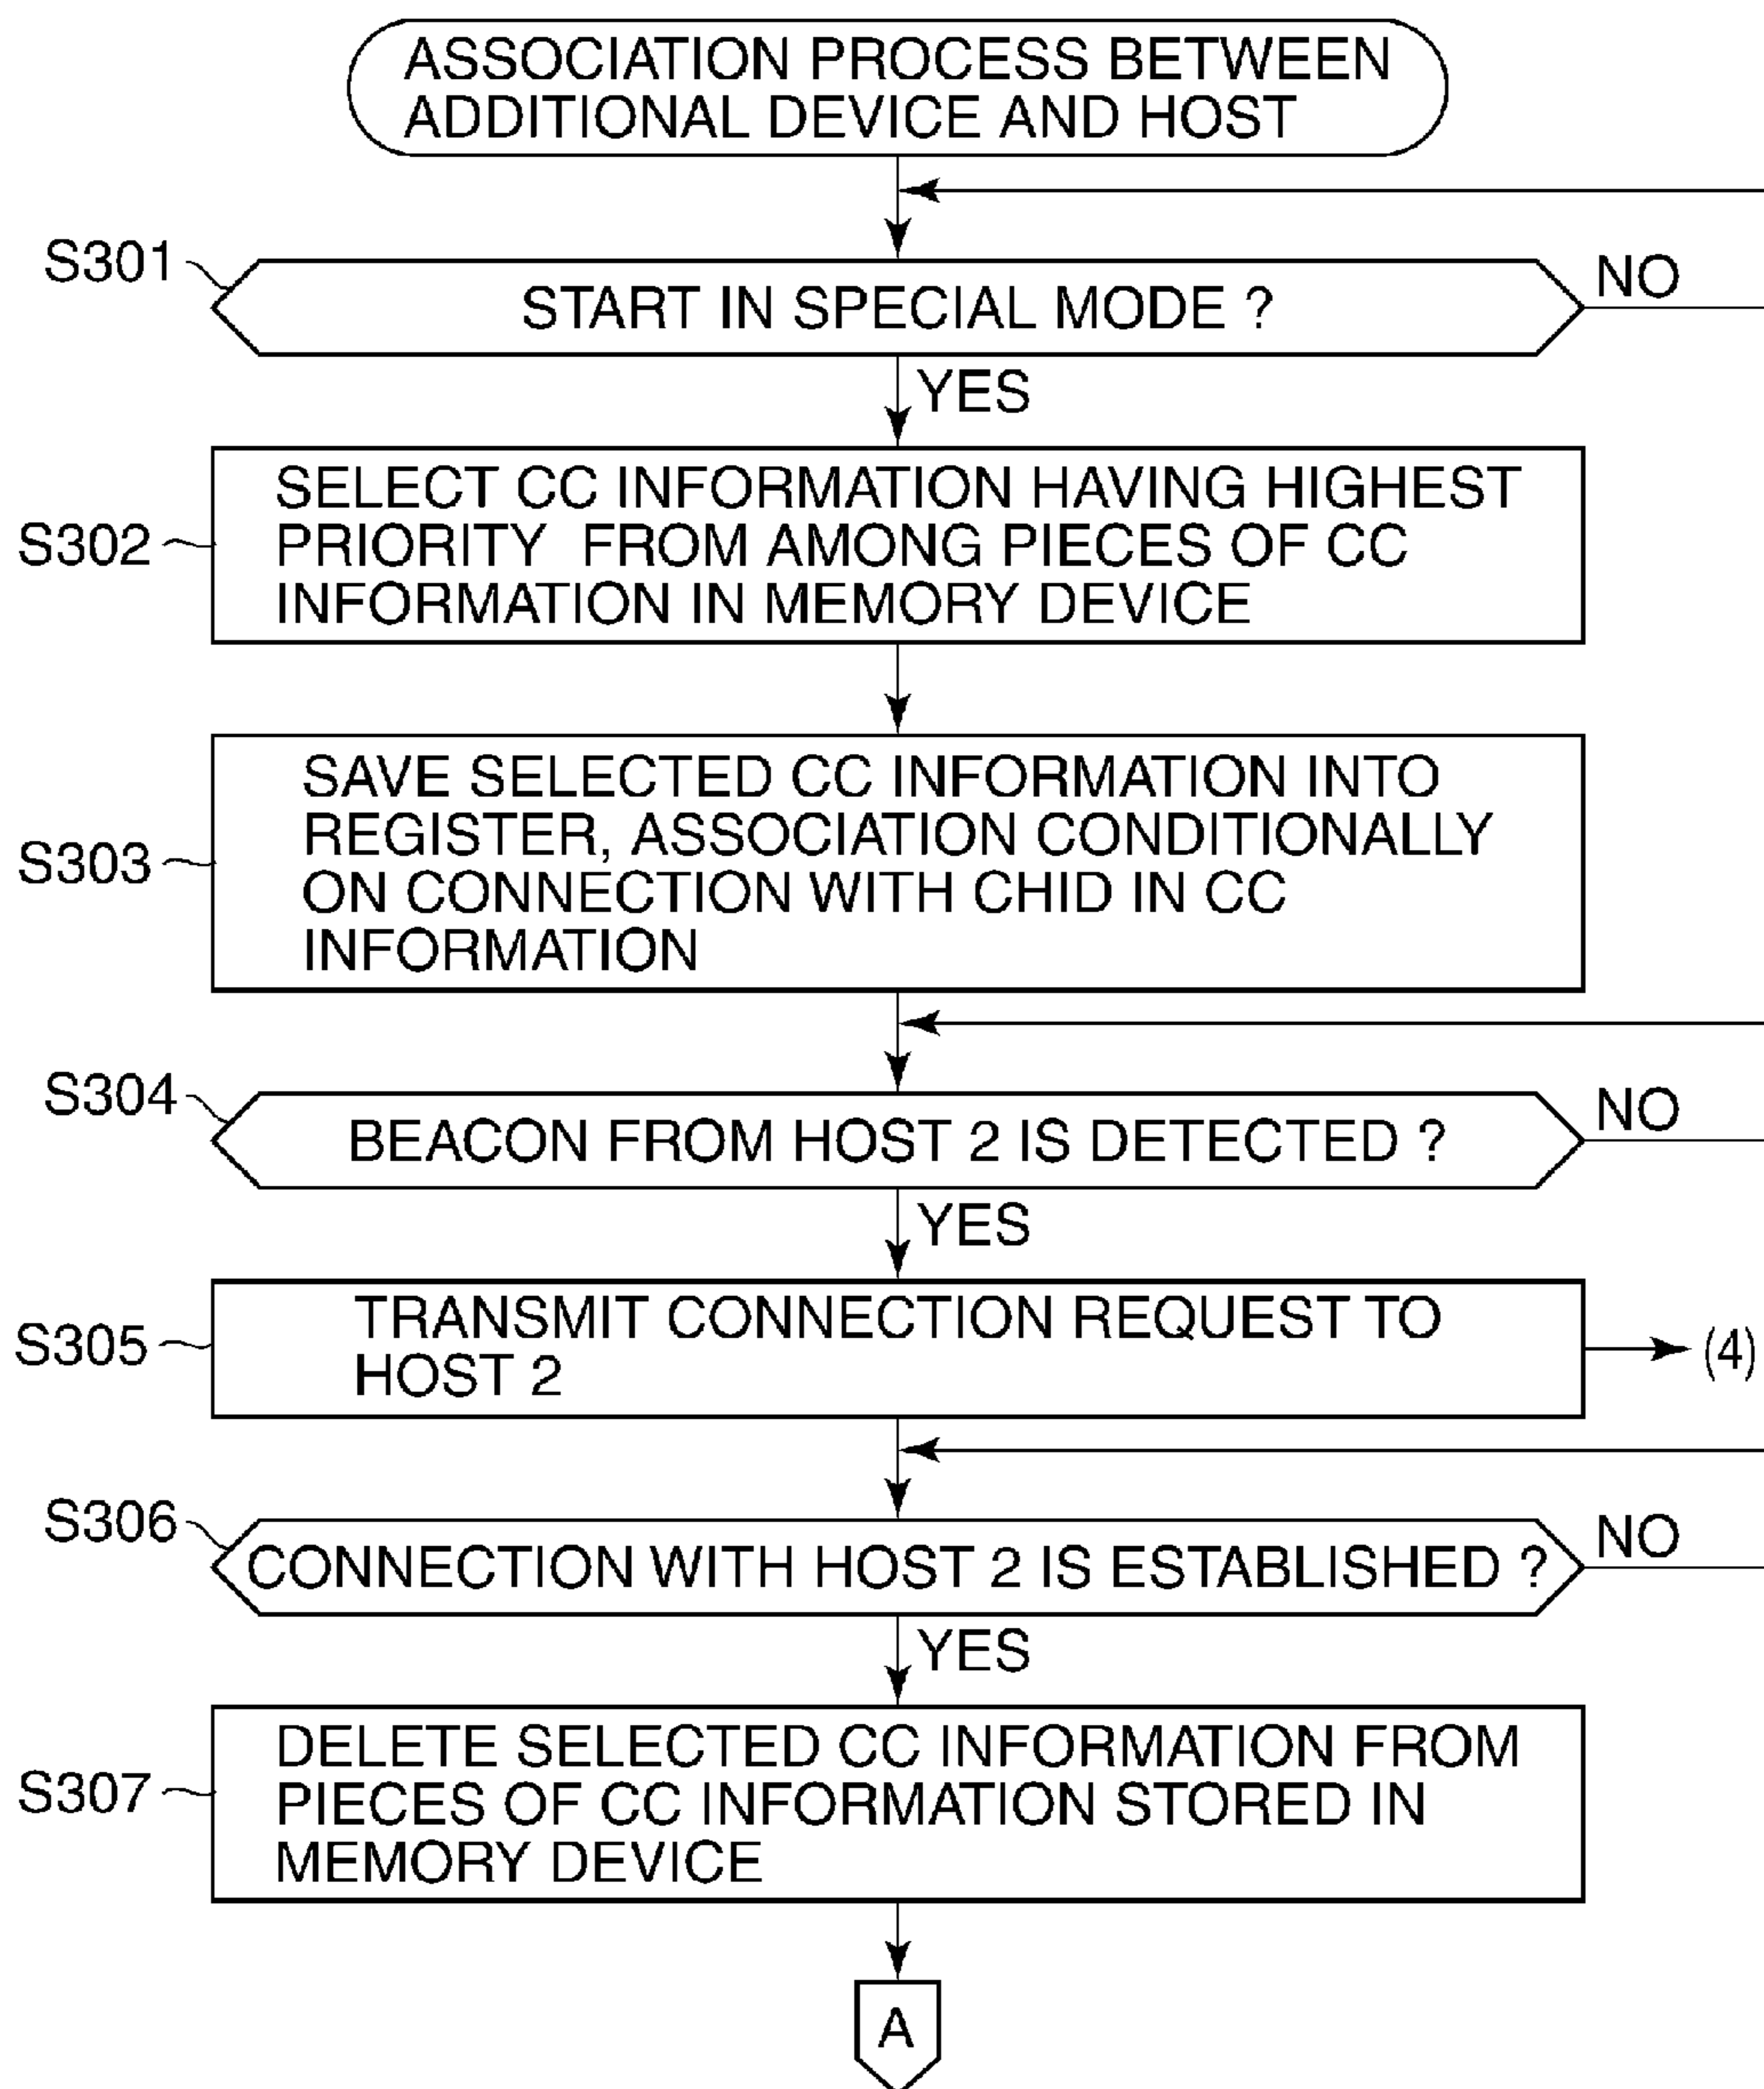 ASSOCIATION PROCESS BETWEEN
ADDITIONAL DEVICE AND HOST
S301
START IN SPECIAL MODE ?
NO
YES
S302
SELECT CC INFORMATION HAVING HIGHEST
PRIORITY FROM AMONG PIECES OF CC
INFORMATION IN MEMORY DEVICE
S303
SAVE SELECTED CC INFORMATION INTO
REGISTER, ASSOCIATION CONDITIONALLY
ON CONNECTION WITH CHID IN CC
INFORMATION
S304
BEACON FROM HOST 2 IS DETECTED ?
NO
YES
S305
TRANSMIT CONNECTION REQUEST TO
HOST 2
(4)
S306
CONNECTION WITH HOST 2 IS ESTABLISHED ?
NO
YES
S307
DELETE SELECTED CC INFORMATION FROM
PIECES OF CC INFORMATION STORED IN
MEMORY DEVICE
A